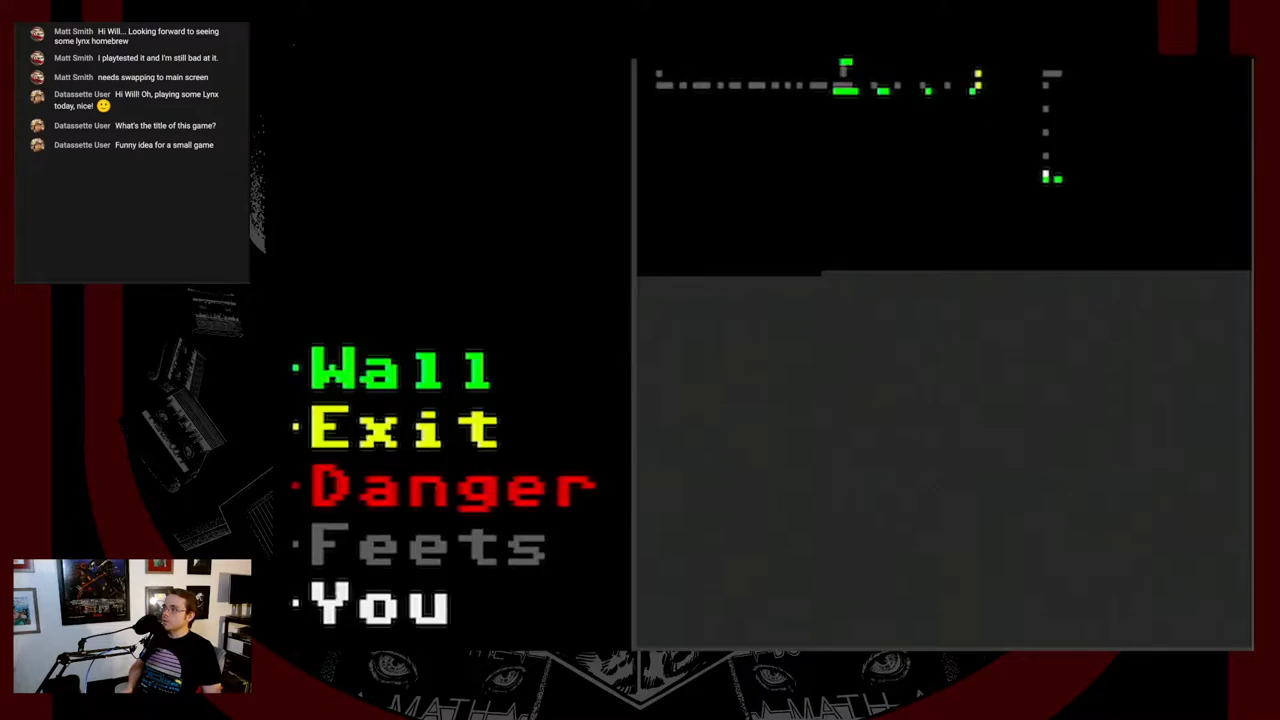 Matt Smith Hi Will... Looking forward to seeing
some lynx homebrew
Matt Smith I playtested it and I'm still bad at it.
Matt Smith needs swapping to main screen
Datassette User Hi Will! Oh, playing some Lynx
today, nice! 🙂
Datassette User What's the title of this game?
Datassette User Funny idea for a small game
Wall
Exit
Danger
Feets
You